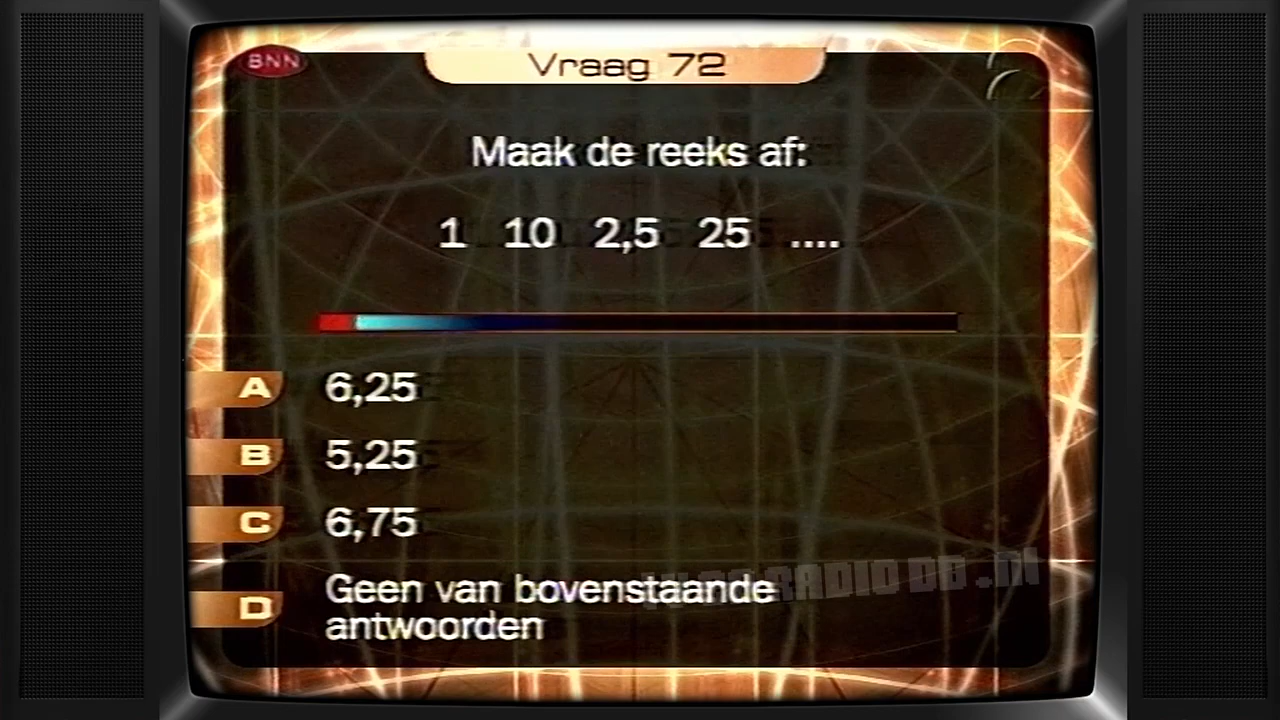 BNN
Vraag 72
Maak de reeks af:
1 10 2,5 25 ....
A 6,25
B 5,25
C 6,75
D Geen van bovenstaande
antwoorden